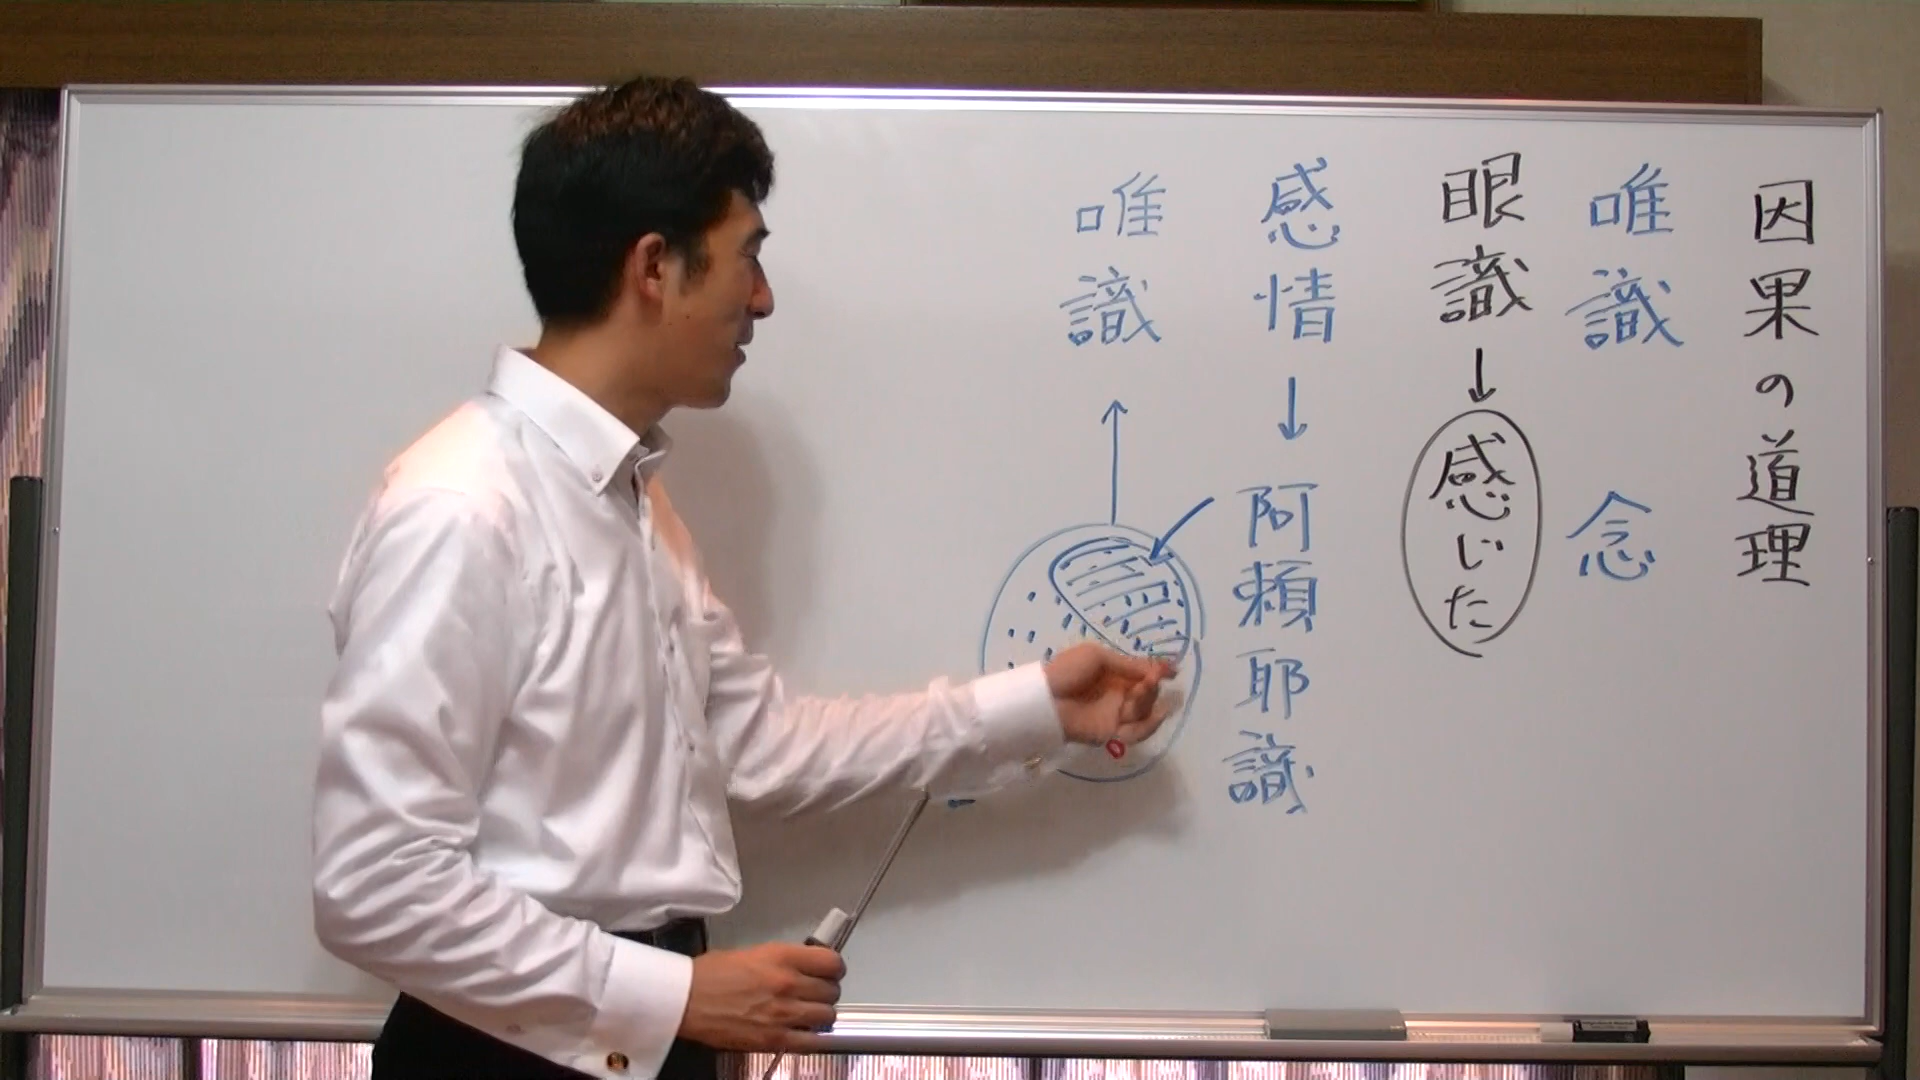 因果の道理
唯識 念
眼識→感じた
感情→阿頼耶識
唯識